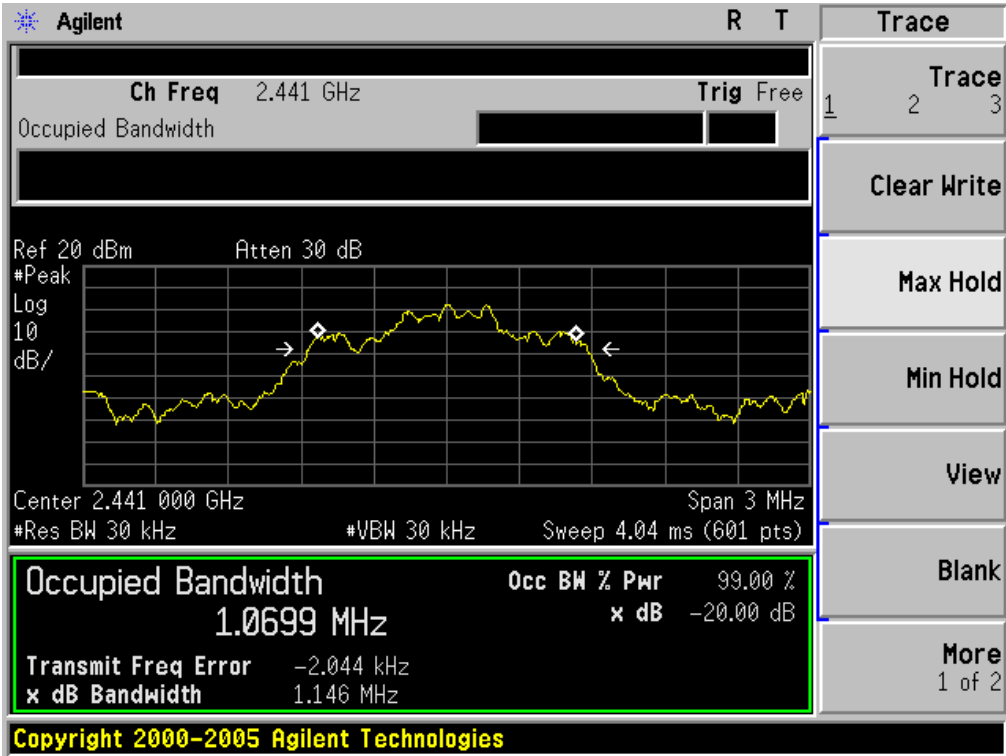 Agilent R T Trace
Ch Freq 2.441 GHz Trig Free
Occupied Bandwidth
Trace
1 2 3
Clear Write
Max Hold
Min Hold
View
Blank
More
1 of 2
Ref 20 dBm Atten 30 dB
#Peak
Log
10
dB/
Center 2.441 000 GHz Span 3 MHz
#Res BW 30 kHz #VBW 30 kHz Sweep 4.04 ms (601 pts)
Occupied Bandwidth Occ BW % Pwr 99.00 %
1.0699 MHz x dB -20.00 dB
Transmit Freq Error -2.044 kHz
x dB Bandwidth 1.146 MHz
Copyright 2000-2005 Agilent Technologies